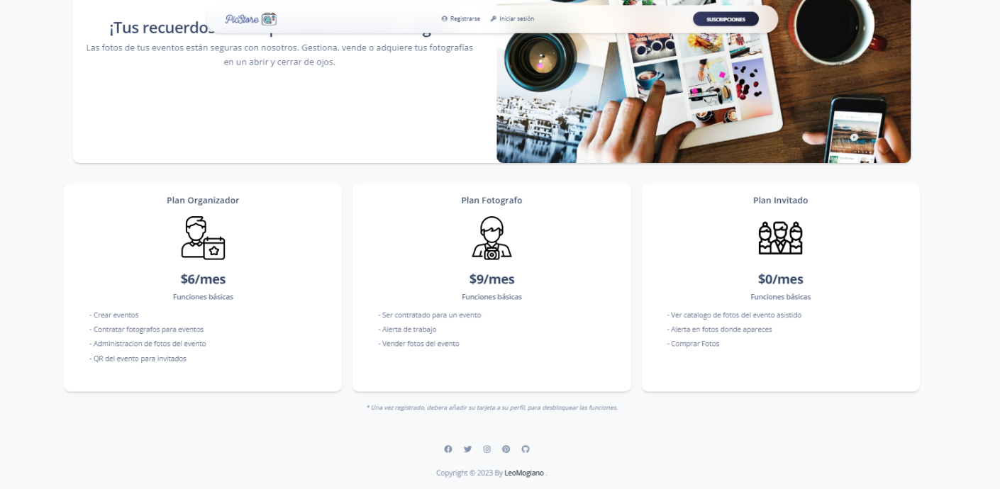 PicStore
Registrarse
Iniciar sesión
SUSCRIPCIONES
¡Tus recuerdos
Las fotos de tus eventos están seguras con nosotros. Gestiona, vende o adquiere tus fotografías
en un abrir y cerrar de ojos.
Plan Organizador
$6/mes
Funciones básicas
- Crear eventos
- Contratar fotografos para eventos
- Administracion de fotos del evento
- QR del evento para invitados
Plan Fotografo
$9/mes
Funciones básicas
- Ser contratado para un evento
- Alerta de trabajo
- Vender fotos del evento
Plan Invitado
$0/mes
Funciones básicas
- Ver catalogo de fotos del evento asistido
- Alerta en fotos donde apareces
- Comprar Fotos
* Una vez registrado, debera añadir su tarjeta a su perfil, para desbloquear las funciones.
Copyright © 2023 By LeoMogiano .